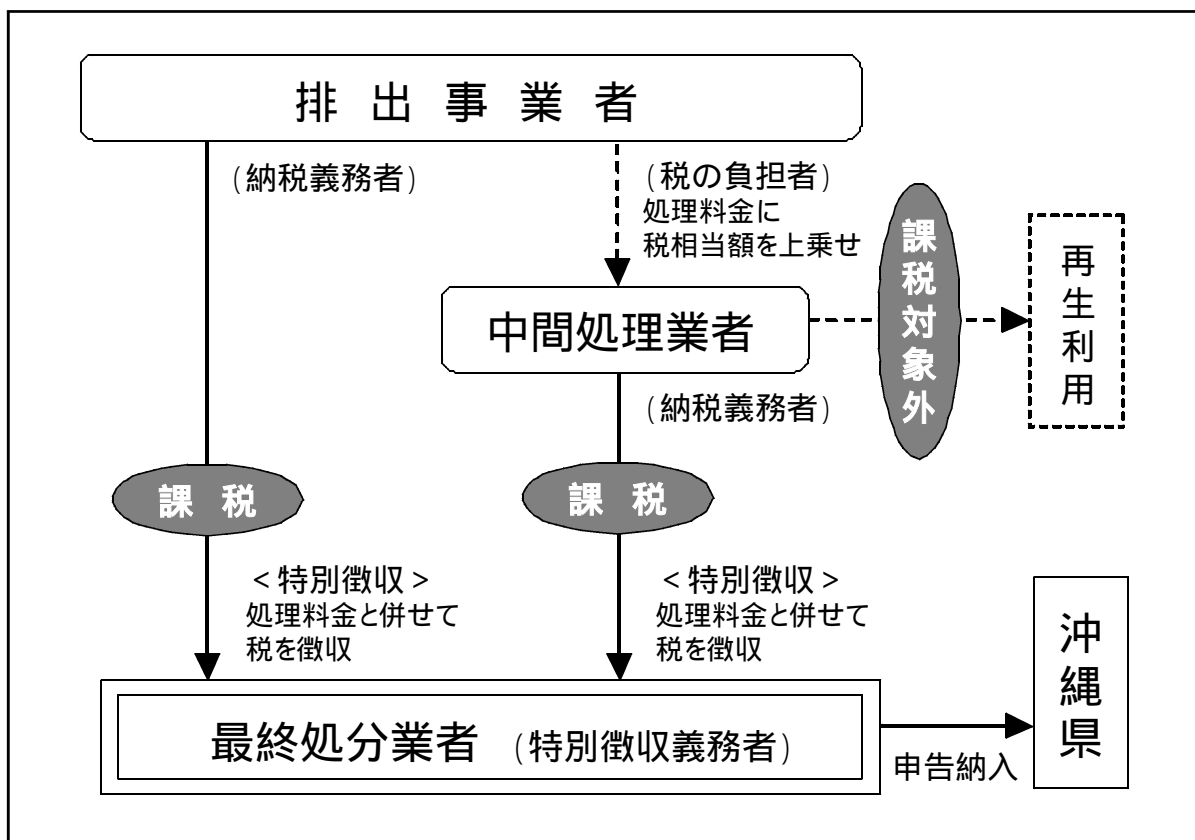 排出事業者
(納税義務者)
(税の負担者)
処理料金に
税相当額を上乗せ
課税対象外
再生利用
中間処理業者
(納税義務者)
課税
課税
<特別徴収>
処理料金と併せて
税を徴収
<特別徴収>
処理料金と併せて
税を徴収
最終処分業者 (特別徴収義務者)
申告納入
沖縄県